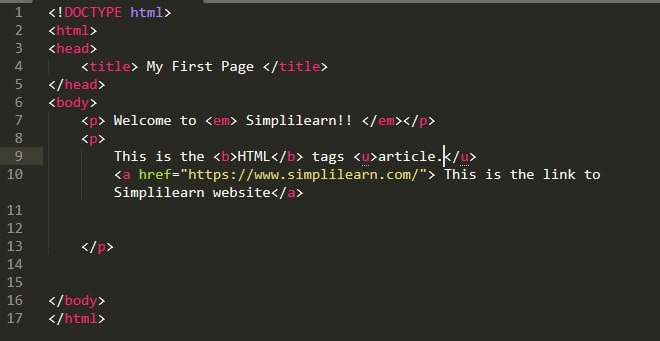 1 <!DOCTYPE html>
2 <html>
3 <head>
4 <title> My First Page </title>
5 </head>
6 <body>
7 <p> Welcome to <em> Simplilearn!! </em></p>
8 <p>
9 This is the <b>HTML</b> tags <u>article.</u>
10 <a href="https://www.simplilearn.com/"> This is the link to
Simplilearn website</a>
11
12
13 </p>
14
15
16 </body>
17 </html>